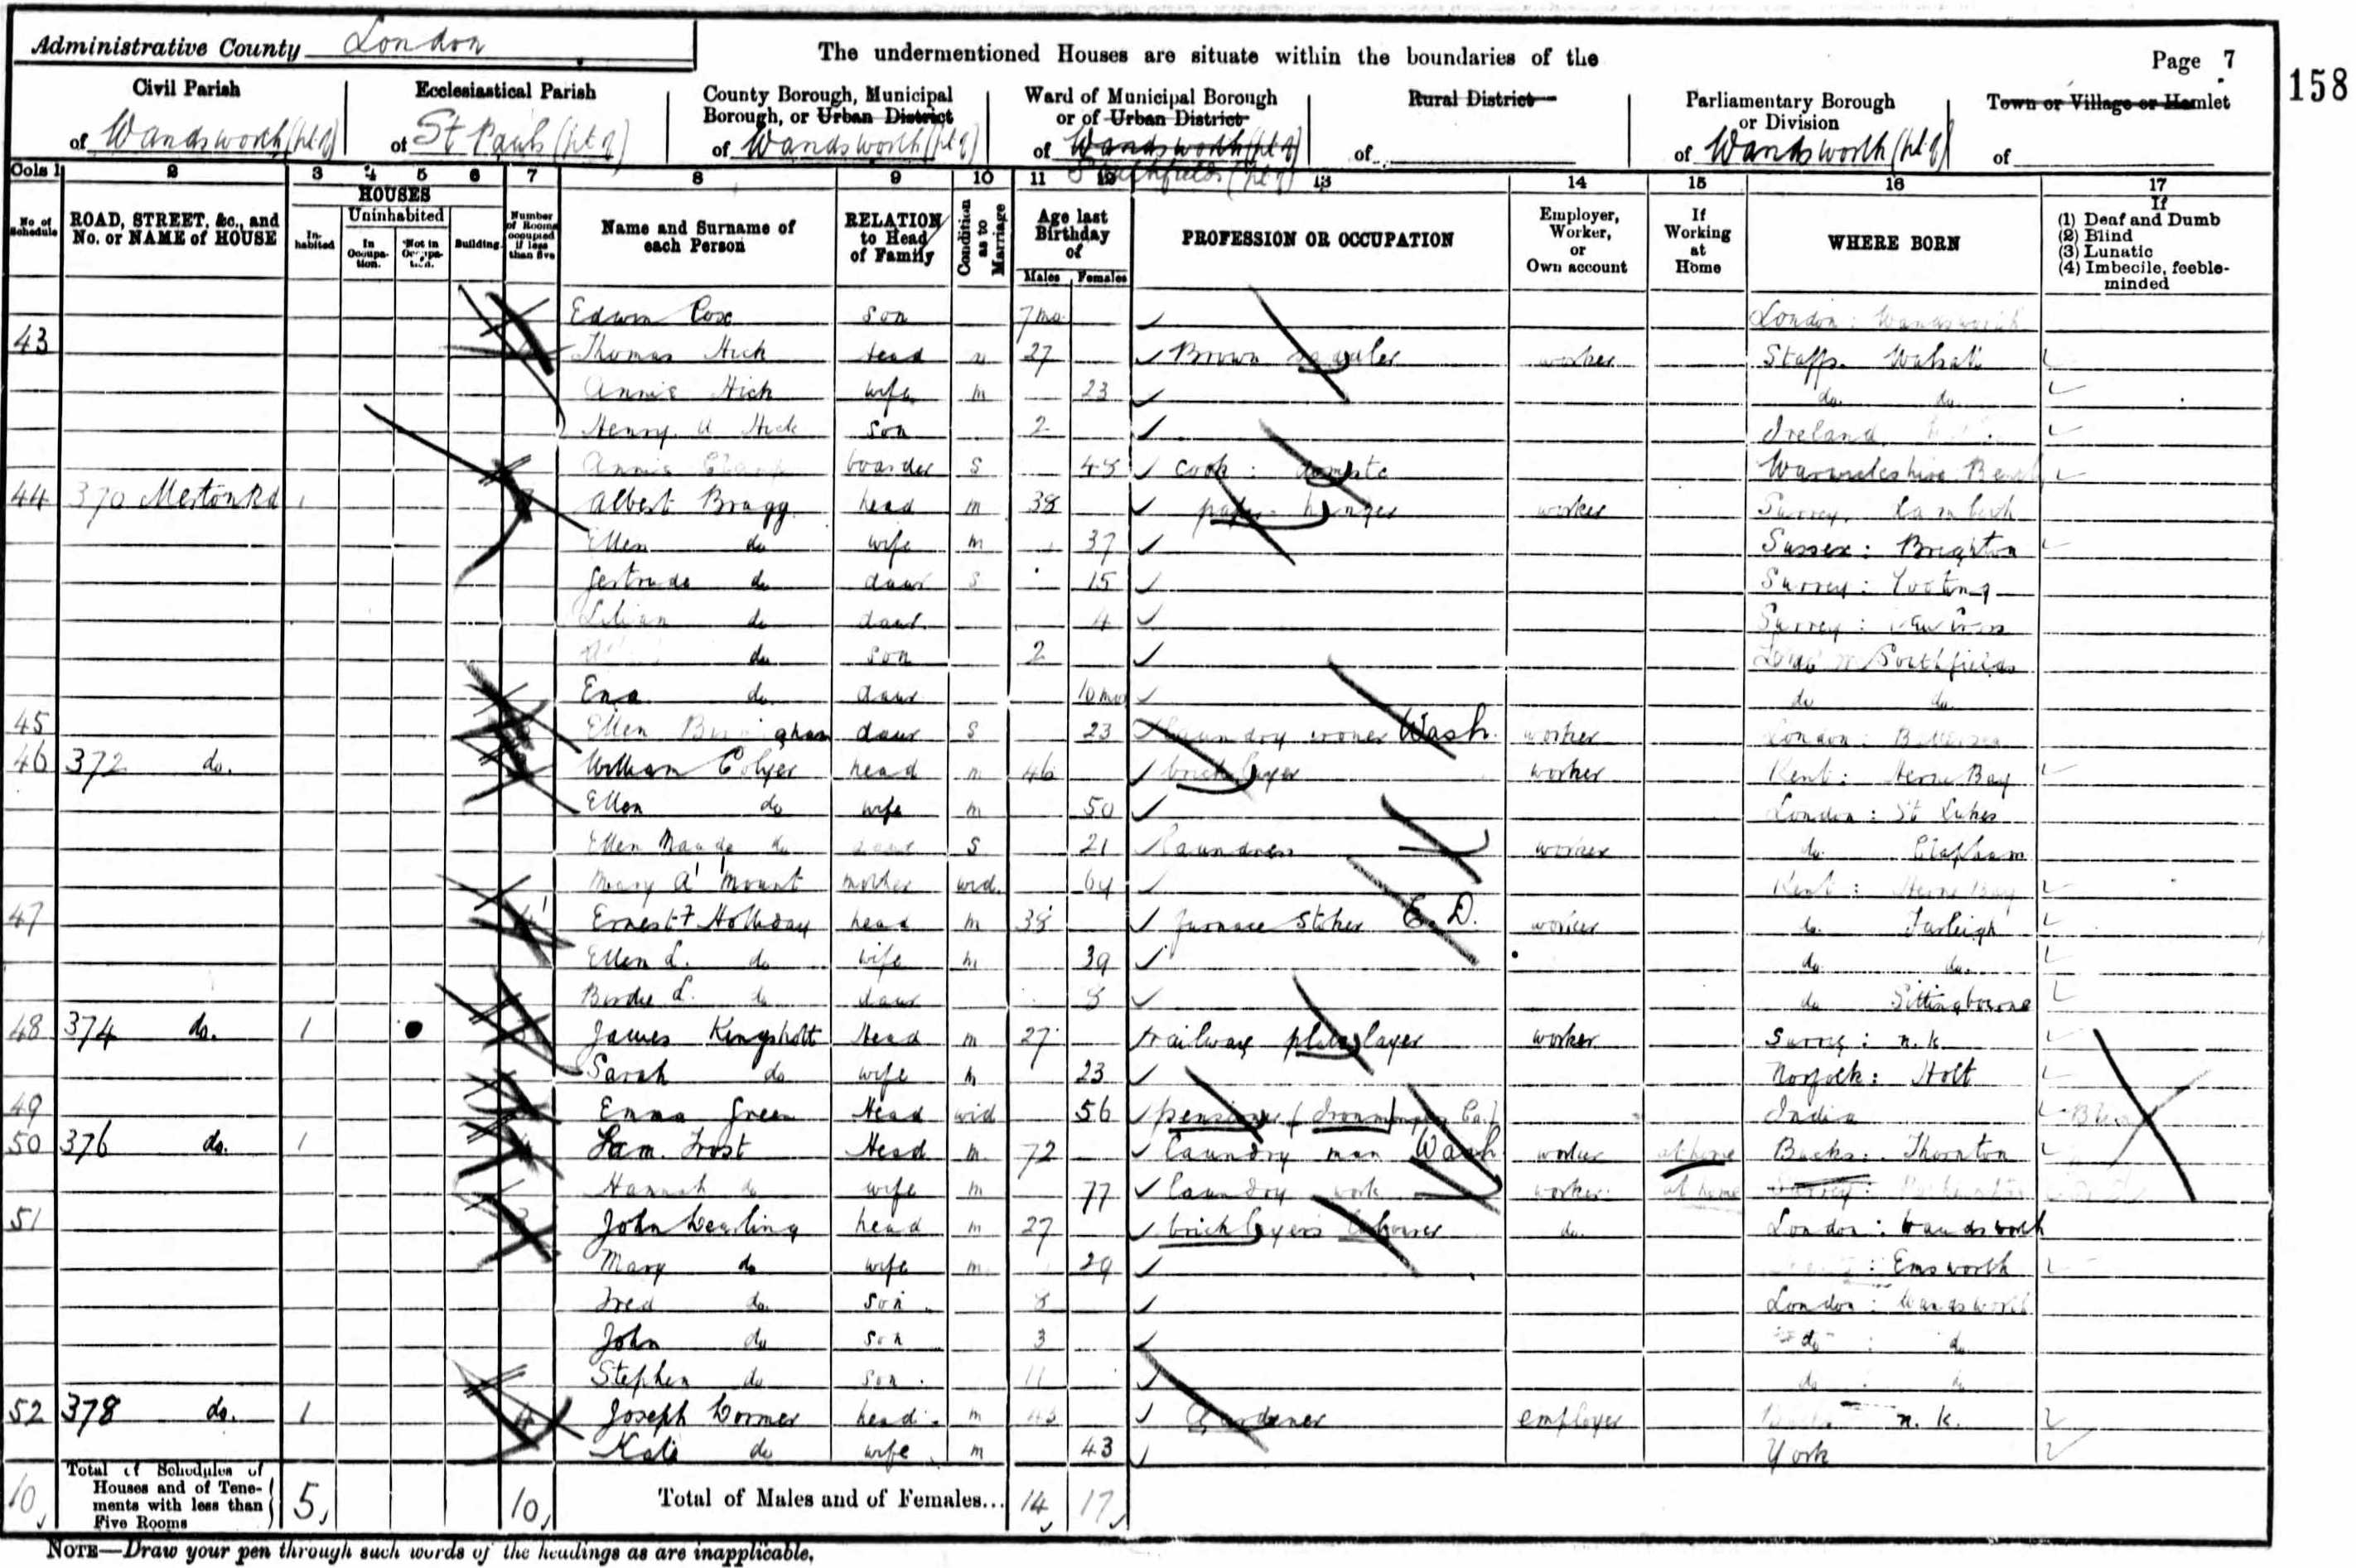 Administrative County London
The undermentioned Houses are situate within the boundaries of the
Page 7
158
Civil Parish
of Wandsworth (pt of)
Ecclesiastical Parish
of St Pauls (pt of)
County Borough, Municipal
Borough, or Urban District
of Wandsworth (pt of)
Ward of Municipal Borough
or of Urban District
of Wandsworth (pt of)
Southfields (pt of)
Rural District
of
Parliamentary Borough
or Division
of Wandsworth (pt of)
Town or Village or Hamlet
of
Cols 1 2 3 4 5 6 7 8 9 10 11 12 13 14 15 16 17
No. of Schedule
ROAD, STREET, &c., and No. or NAME of HOUSE
HOUSES
Inhabited
Uninhabited
In Occupation.
Not in Occupation.
Building.
Number of Rooms occupied if less than five
Name and Surname of each Person
RELATION to Head of Family
Condition as to Marriage
Age last Birthday of
Males Females
PROFESSION OR OCCUPATION
Employer, Worker, or Own account
If Working at Home
WHERE BORN
If
(1) Deaf and Dumb
(2) Blind
(3) Lunatic
(4) Imbecile, feeble-minded
Edwin Cox son 7 mo London: Wandsworth
43 Thomas Hick Head 27 Brown worker Staffs. Walsall
Annie Hick wife m 23 do. do.
Henry Hick son 2 Ireland
Annie boarder S 45 cook: domestic Warwickshire
44 370 Merton Rd 1 Albert Bragg head m 38 paper hanger worker Surrey. Lambeth
Ellen do wife m 37 Sussex: Brighton
Gertrude do daur S 15 Surrey: Tooting
Lilian do daur. 4 Surrey: New Cross
do son 2 Southfields
Ena do daur 10 mos do do
45 Ellen daur S 23 laundry ironer Wash. worker London: Battersea
46 372 do. William Colyer head m 46 bricklayer worker Kent: Herne Bay
Ellen do wife m 50 London: St Lukes
Ellen Maude do daur S 21 laundress worker do. Clapham
Mary A Mount mother wid. 64 Kent: Herne Bay
47 4 Ernest F Holliday head m 38 furnace stoker worker do. Farleigh
Ellen L. do wife m 39 do do.
Birdie L. do daur 8 do Sittingbourne
48 374 do. 1 James Kingshott Head m 27 railway platelayer worker Surrey: n.k.
Sarah do wife m 23 Norfolk: Holt
49 Emma Green Head wid 56 pensioner (Ironmongers Co.) India
50 376 do. 1 Sam. Frost Head m 72 Laundry man Wash worker at home Bucks: Thornton
Hannah do wife m 77 Laundry work worker at home Surrey:
51 3 John head m 27 bricklayers labourer do. London: Wandsworth
Mary do wife m 29 : Emsworth
Fred do. son 8 London: Wandsworth
John do son 3 do: do
Stephen do son. 11 do. do
52 378 do. 1 4 Joseph Cormer head m 45 Gardener employer n.k.
Kate do wife m 43 York
10 Total of Schedules of Houses and of Tenements with less than Five Rooms 5 10 Total of Males and of Females... 14 17
NOTE—Draw your pen through such words of the headings as are inapplicable.